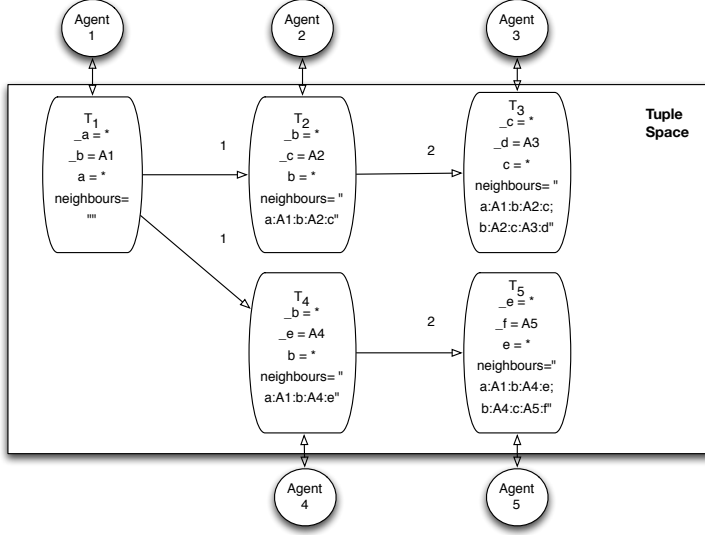 Agent
1
Agent
2
Agent
3
Tuple
Space
T1
_a = *
_b = A1
a = *
neighbours=
""
1
T2
_b = *
_c = A2
b = *
neighbours= "
a:A1:b:A2:c"
2
T3
_c = *
_d = A3
c = *
neighbours= "
a:A1:b:A2:c;
b:A2:c:A3:d"
1
T4
_b = *
_e = A4
b = *
neighbours= "
a:A1:b:A4:e"
2
T5
_e = *
_f = A5
e = *
neighbours="
a:A1:b:A4:e;
b:A4:c:A5:f"
Agent
4
Agent
5